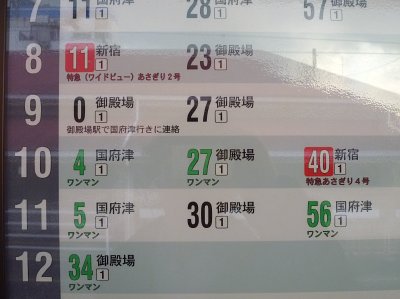 7 11 国府津 1 28 国府津 1 57 1
8 11 新宿 1 23 御殿場 1
特急(ワイドビュー)あさぎり2号
9 0 御殿場 1 27 御殿場 1
御殿場駅で国府津行きに連絡
10 4 国府津 1 27 御殿場 1 40 新宿 1
ワンマン ワンマン 特急あさぎり4号
11 5 国府津 1 30 御殿場 1 56 国府津 1
ワンマン ワンマン
12 34 御殿場 1
ワンマン